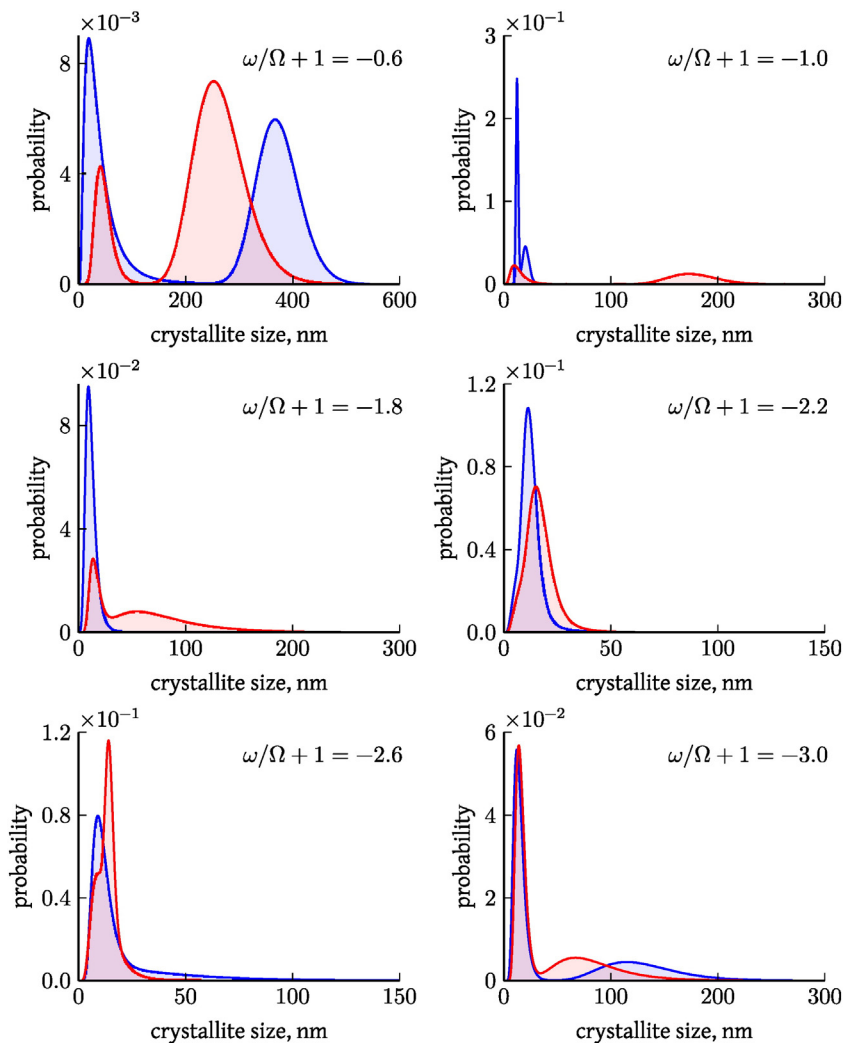 ×10⁻³
ω/Ω + 1 = −0.6
probability
8
4
0
0 200 400 600
crystallite size, nm
×10⁻¹
ω/Ω + 1 = −1.0
probability
3
2
1
0
0 100 200 300
crystallite size, nm
×10⁻²
ω/Ω + 1 = −1.8
probability
8
4
0
0 100 200 300
crystallite size, nm
×10⁻¹
ω/Ω + 1 = −2.2
probability
1.2
0.8
0.4
0.0
0 50 100 150
crystallite size, nm
×10⁻¹
ω/Ω + 1 = −2.6
probability
1.2
0.8
0.4
0.0
0 50 100 150
crystallite size, nm
×10⁻²
ω/Ω + 1 = −3.0
probability
6
4
2
0
0 100 200 300
crystallite size, nm